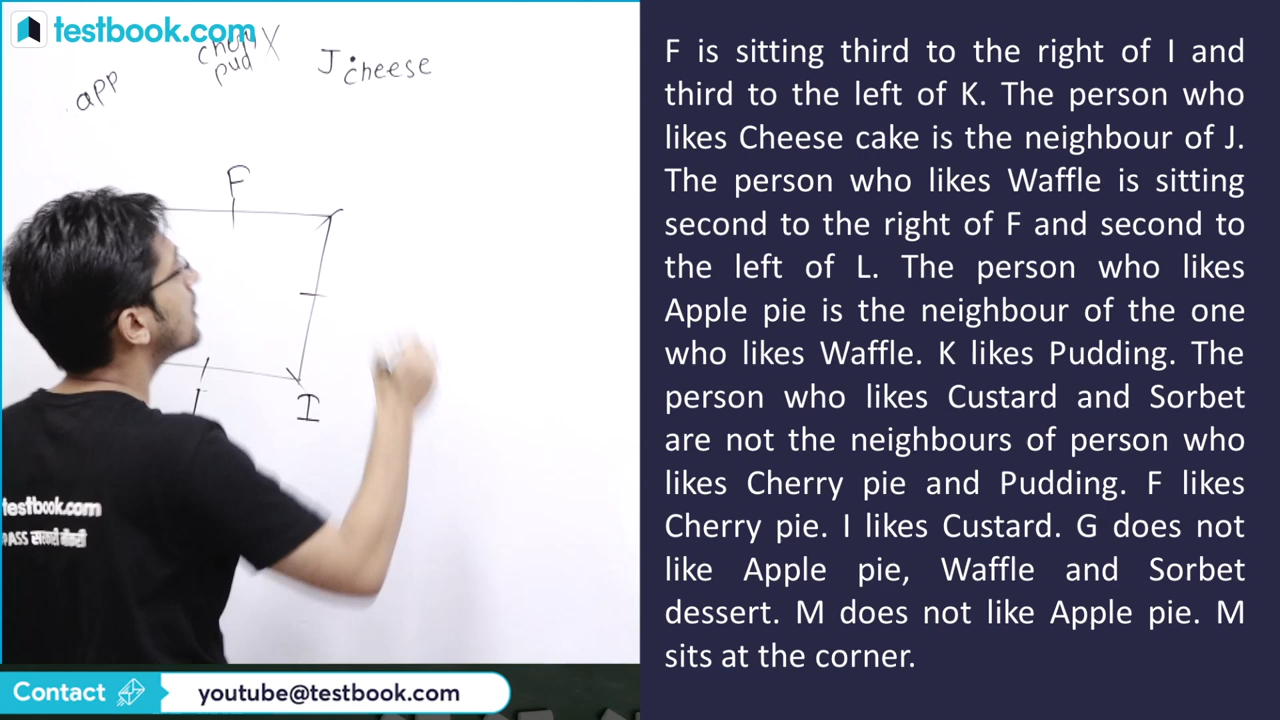 testbook.com
cherry X
pud
J cheese
app
F
I
testbook.com
PASS सरकारी नौकरी
F is sitting third to the right of I and
third to the left of K. The person who
likes Cheese cake is the neighbour of J.
The person who likes Waffle is sitting
second to the right of F and second to
the left of L. The person who likes
Apple pie is the neighbour of the one
who likes Waffle. K likes Pudding. The
person who likes Custard and Sorbet
are not the neighbours of person who
likes Cherry pie and Pudding. F likes
Cherry pie. I likes Custard. G does not
like Apple pie, Waffle and Sorbet
dessert. M does not like Apple pie. M
sits at the corner.
Contact
youtube@testbook.com